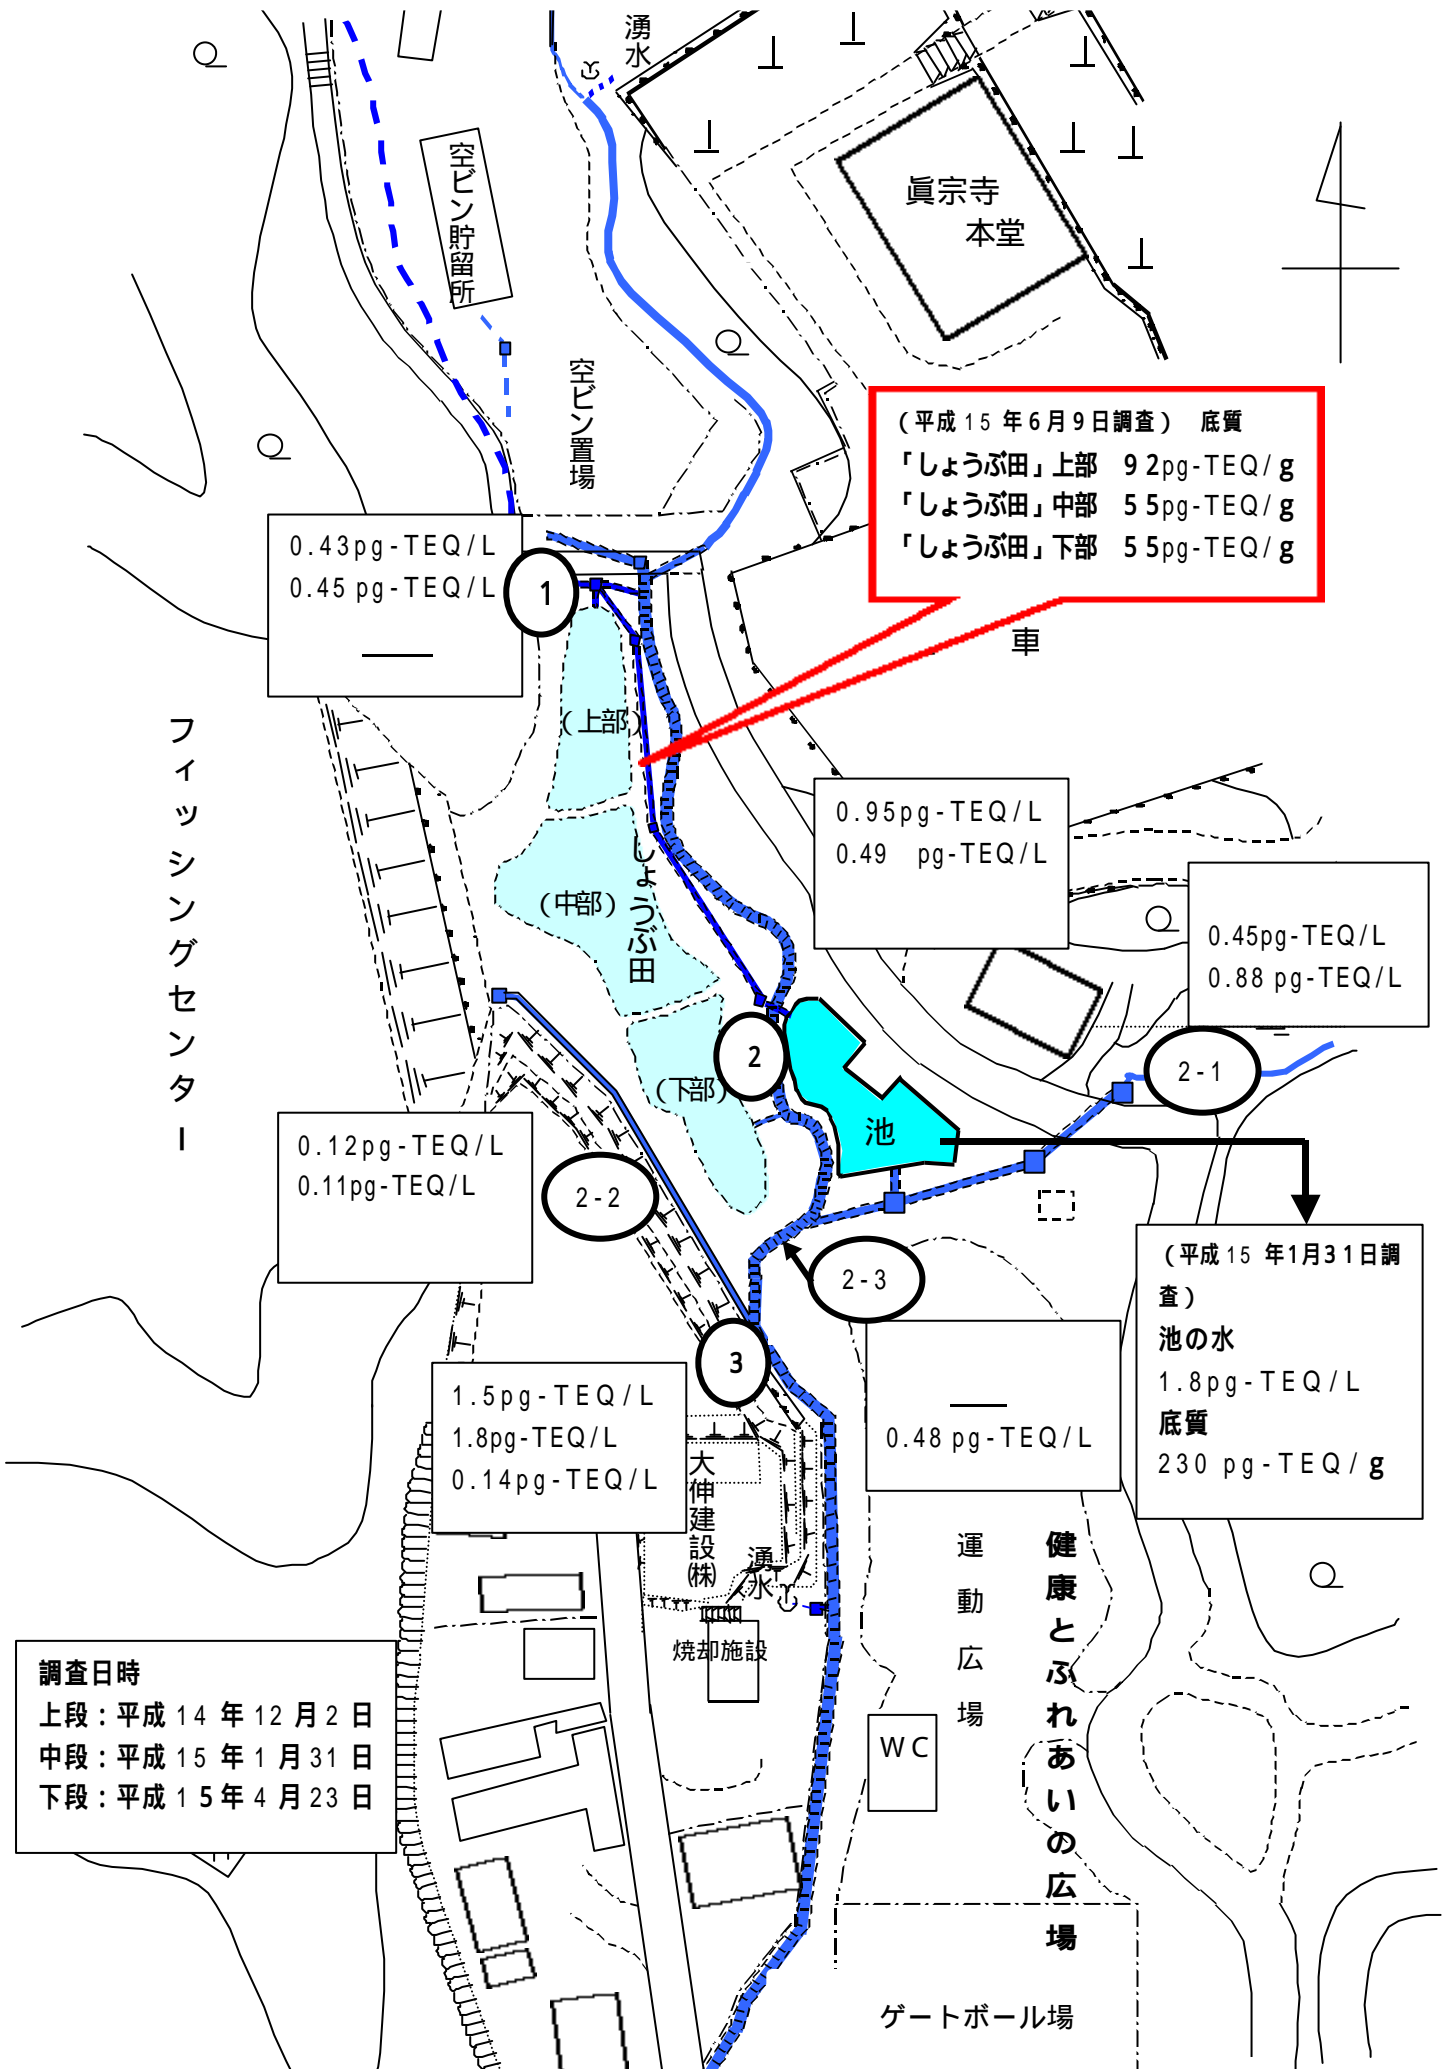 湧水
空ビン貯留所
眞宗寺
本堂
空ビン置場
(平成15年6月9日調査) 底質
「しょうぶ田」上部 92pg-TEQ/g
「しょうぶ田」中部 55pg-TEQ/g
「しょうぶ田」下部 55pg-TEQ/g
0.43pg-TEQ/L
0.45 pg-TEQ/L
1
車
(上部)
フィッシングセンター
0.95pg-TEQ/L
0.49 pg-TEQ/L
しょうぶ田
(中部)
0.45pg-TEQ/L
0.88 pg-TEQ/L
2
2-1
(下部)
池
0.12pg-TEQ/L
0.11pg-TEQ/L
2-2
2-3
(平成15 年1月31日調
査)
池の水
1.8pg-TEQ/L
底質
230 pg-TEQ/g
3
1.5pg-TEQ/L
1.8pg-TEQ/L
0.14pg-TEQ/L
0.48 pg-TEQ/L
大伸建設㈱
湧水
焼却施設
運動広場
健康とふれあいの広場
調査日時
上段:平成 14 年 12 月 2 日
中段:平成 15 年 1 月 31 日
下段:平成 15年 4 月 23 日
WC
ゲートボール場